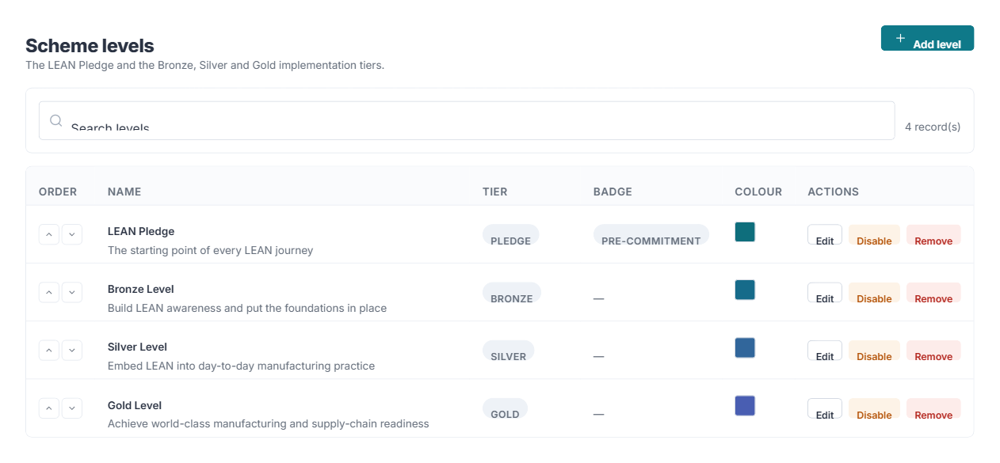 Scheme levels
Add level
The LEAN Pledge and the Bronze, Silver and Gold implementation tiers.
Search levels
4 record(s)
ORDER NAME TIER BADGE COLOUR ACTIONS
LEAN Pledge
The starting point of every LEAN journey
PLEDGE PRE-COMMITMENT Edit Disable Remove
Bronze Level
Build LEAN awareness and put the foundations in place
BRONZE — Edit Disable Remove
Silver Level
Embed LEAN into day-to-day manufacturing practice
SILVER — Edit Disable Remove
Gold Level
Achieve world-class manufacturing and supply-chain readiness
GOLD — Edit Disable Remove